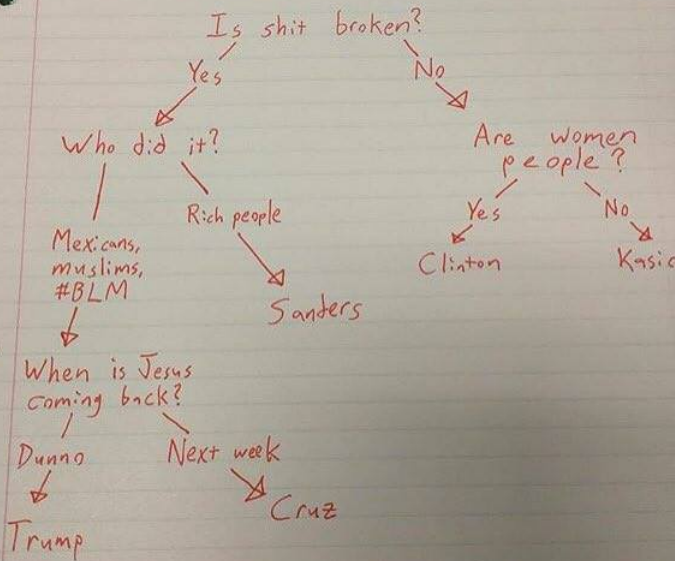 Is shit broken?
Yes
No
Who did it?
Are women
people?
Rich people
Yes
No
Mexicans,
muslims,
#BLM
Clinton
Kasic
Sanders
When is Jesus
coming back?
Dunno
Next week
Cruz
Trump